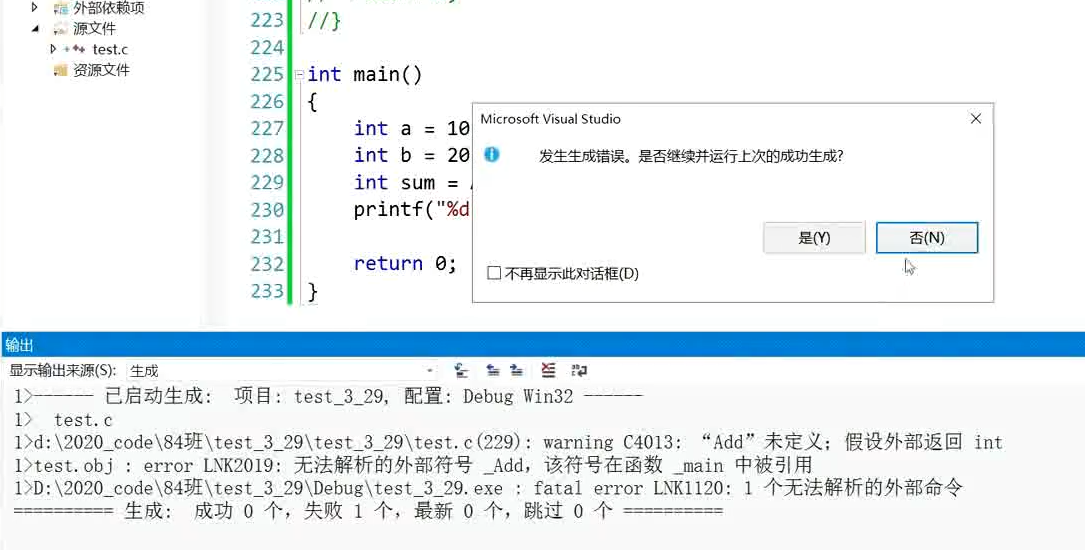 外部依赖项
源文件
test.c
资源文件
223 //}
224
225 int main()
226 {
227 int a = 10
228 int b = 20
229 int sum =
230 printf("%d
231
232 return 0;
233 }
Microsoft Visual Studio
发生生成错误。是否继续并运行上次的成功生成?
是(Y)
否(N)
不再显示此对话框(D)
输出
显示输出来源(S): 生成
1>------ 已启动生成: 项目: test_3_29, 配置: Debug Win32 ------
1> test.c
1>d:\2020_code\84班\test_3_29\test_3_29\test.c(229): warning C4013: “Add”未定义；假设外部返回 int
1>test.obj : error LNK2019: 无法解析的外部符号 _Add，该符号在函数 _main 中被引用
1>D:\2020_code\84班\test_3_29\Debug\test_3_29.exe : fatal error LNK1120: 1 个无法解析的外部命令
========== 生成: 成功 0 个，失败 1 个，最新 0 个，跳过 0 个 ==========